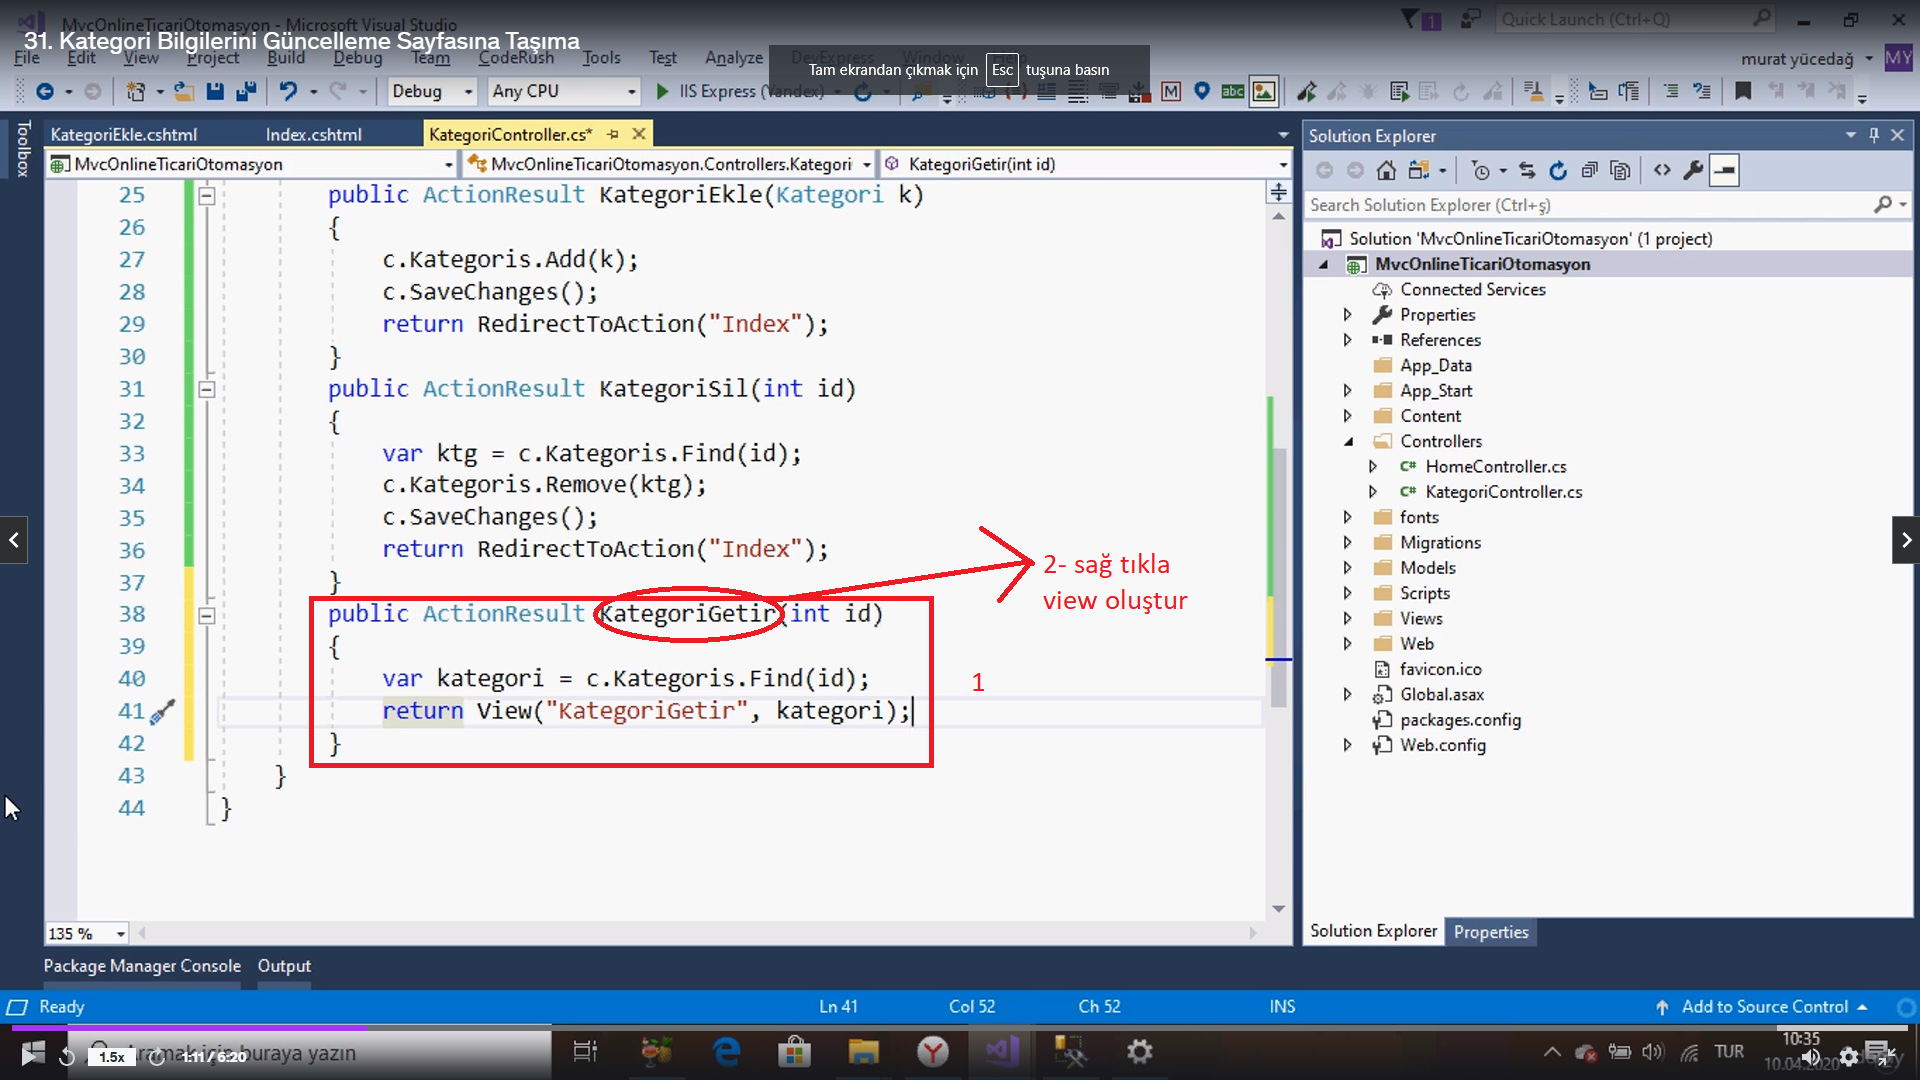 MvcOnlineTicariOtomasyon - Microsoft Visual Studio
31. Kategori Bilgilerini Güncelleme Sayfasına Taşıma
1
Quick Launch (Ctrl+Q)
File Edit View Project Build Debug Team CodeRush Tools Test Analyze DevExpress Window
Tam ekrandan çıkmak için Esc tuşuna basın
murat yücedağ MY
Debug Any CPU IIS Express (Yandex)
Toolbox
KategoriEkle.cshtml Index.cshtml KategoriController.cs*
MvcOnlineTicariOtomasyon MvcOnlineTicariOtomasyon.Controllers.Kategori KategoriGetir(int id)
25 public ActionResult KategoriEkle(Kategori k)
26 {
27 c.Kategoris.Add(k);
28 c.SaveChanges();
29 return RedirectToAction("Index");
30 }
31 public ActionResult KategoriSil(int id)
32 {
33 var ktg = c.Kategoris.Find(id);
34 c.Kategoris.Remove(ktg);
35 c.SaveChanges();
36 return RedirectToAction("Index");
37 }
38 public ActionResult KategoriGetir(int id)
39 {
40 var kategori = c.Kategoris.Find(id);
41 return View("KategoriGetir", kategori);
42 }
43 }
44 }
2- sağ tıkla
view oluştur
1
135 %
Solution Explorer
Search Solution Explorer (Ctrl+ş)
Solution 'MvcOnlineTicariOtomasyon' (1 project)
MvcOnlineTicariOtomasyon
Connected Services
Properties
References
App_Data
App_Start
Content
Controllers
C# HomeController.cs
C# KategoriController.cs
fonts
Migrations
Models
Scripts
Views
Web
favicon.ico
Global.asax
packages.config
Web.config
Solution Explorer Properties
Package Manager Console Output
Ready Ln 41 Col 52 Ch 52 INS Add to Source Control
1.5x 1:11 / 6:20
Aramak için buraya yazın
TUR
10:35
10.04.2020